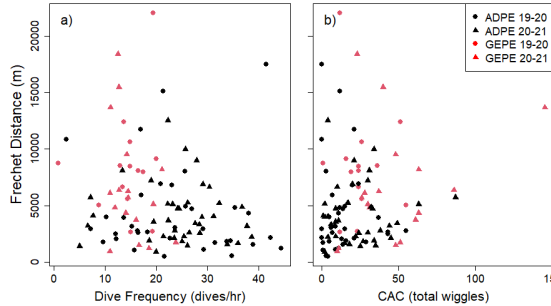 a)
b)
ADPE 19-20
ADPE 20-21
GEPE 19-20
GEPE 20-21
Frechet Distance (m)
20000
15000
10000
5000
0
0 10 20 30 40
0 50 100 150
Dive Frequency (dives/hr)
CAC (total wiggles)